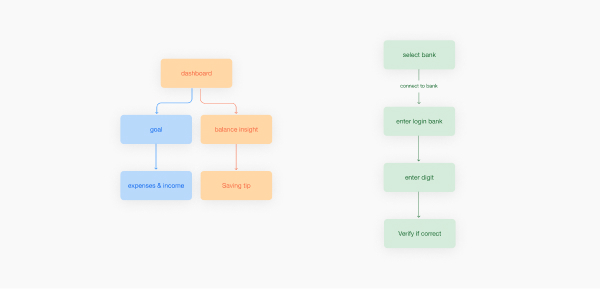 dashboard
goal
balance insight
expenses & income
Saving tip
select bank
connect to bank
enter login bank
enter digit
Verify if correct